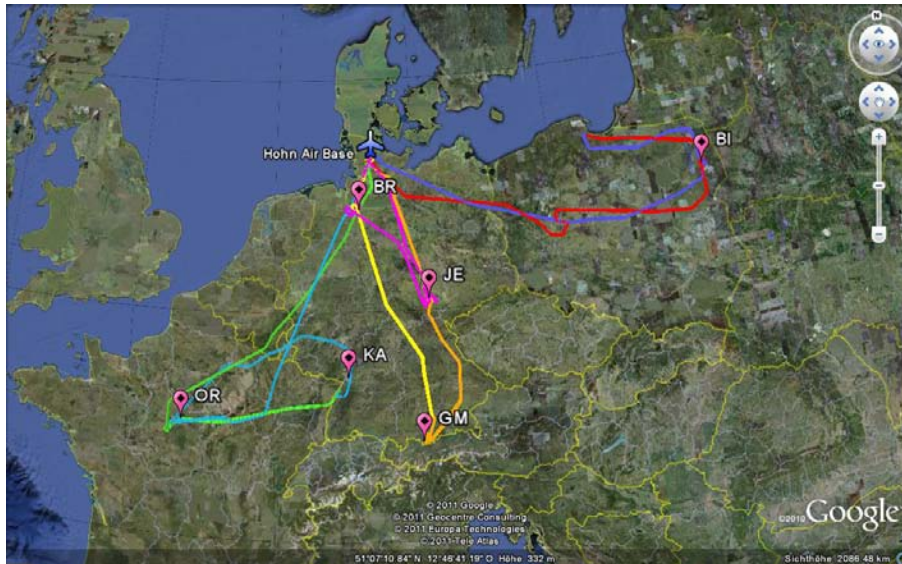 N
Hohn Air Base
BI
BR
JE
KA
OR
GM
© 2011 Google
© 2011 Geocentre Consulting
© 2011 Europa Technologies
© 2011 Tele Atlas
©2010 Google
51°07'10.84" N 12°46'41.19" O Höhe 332 m
Sichthöhe 2086.48 km